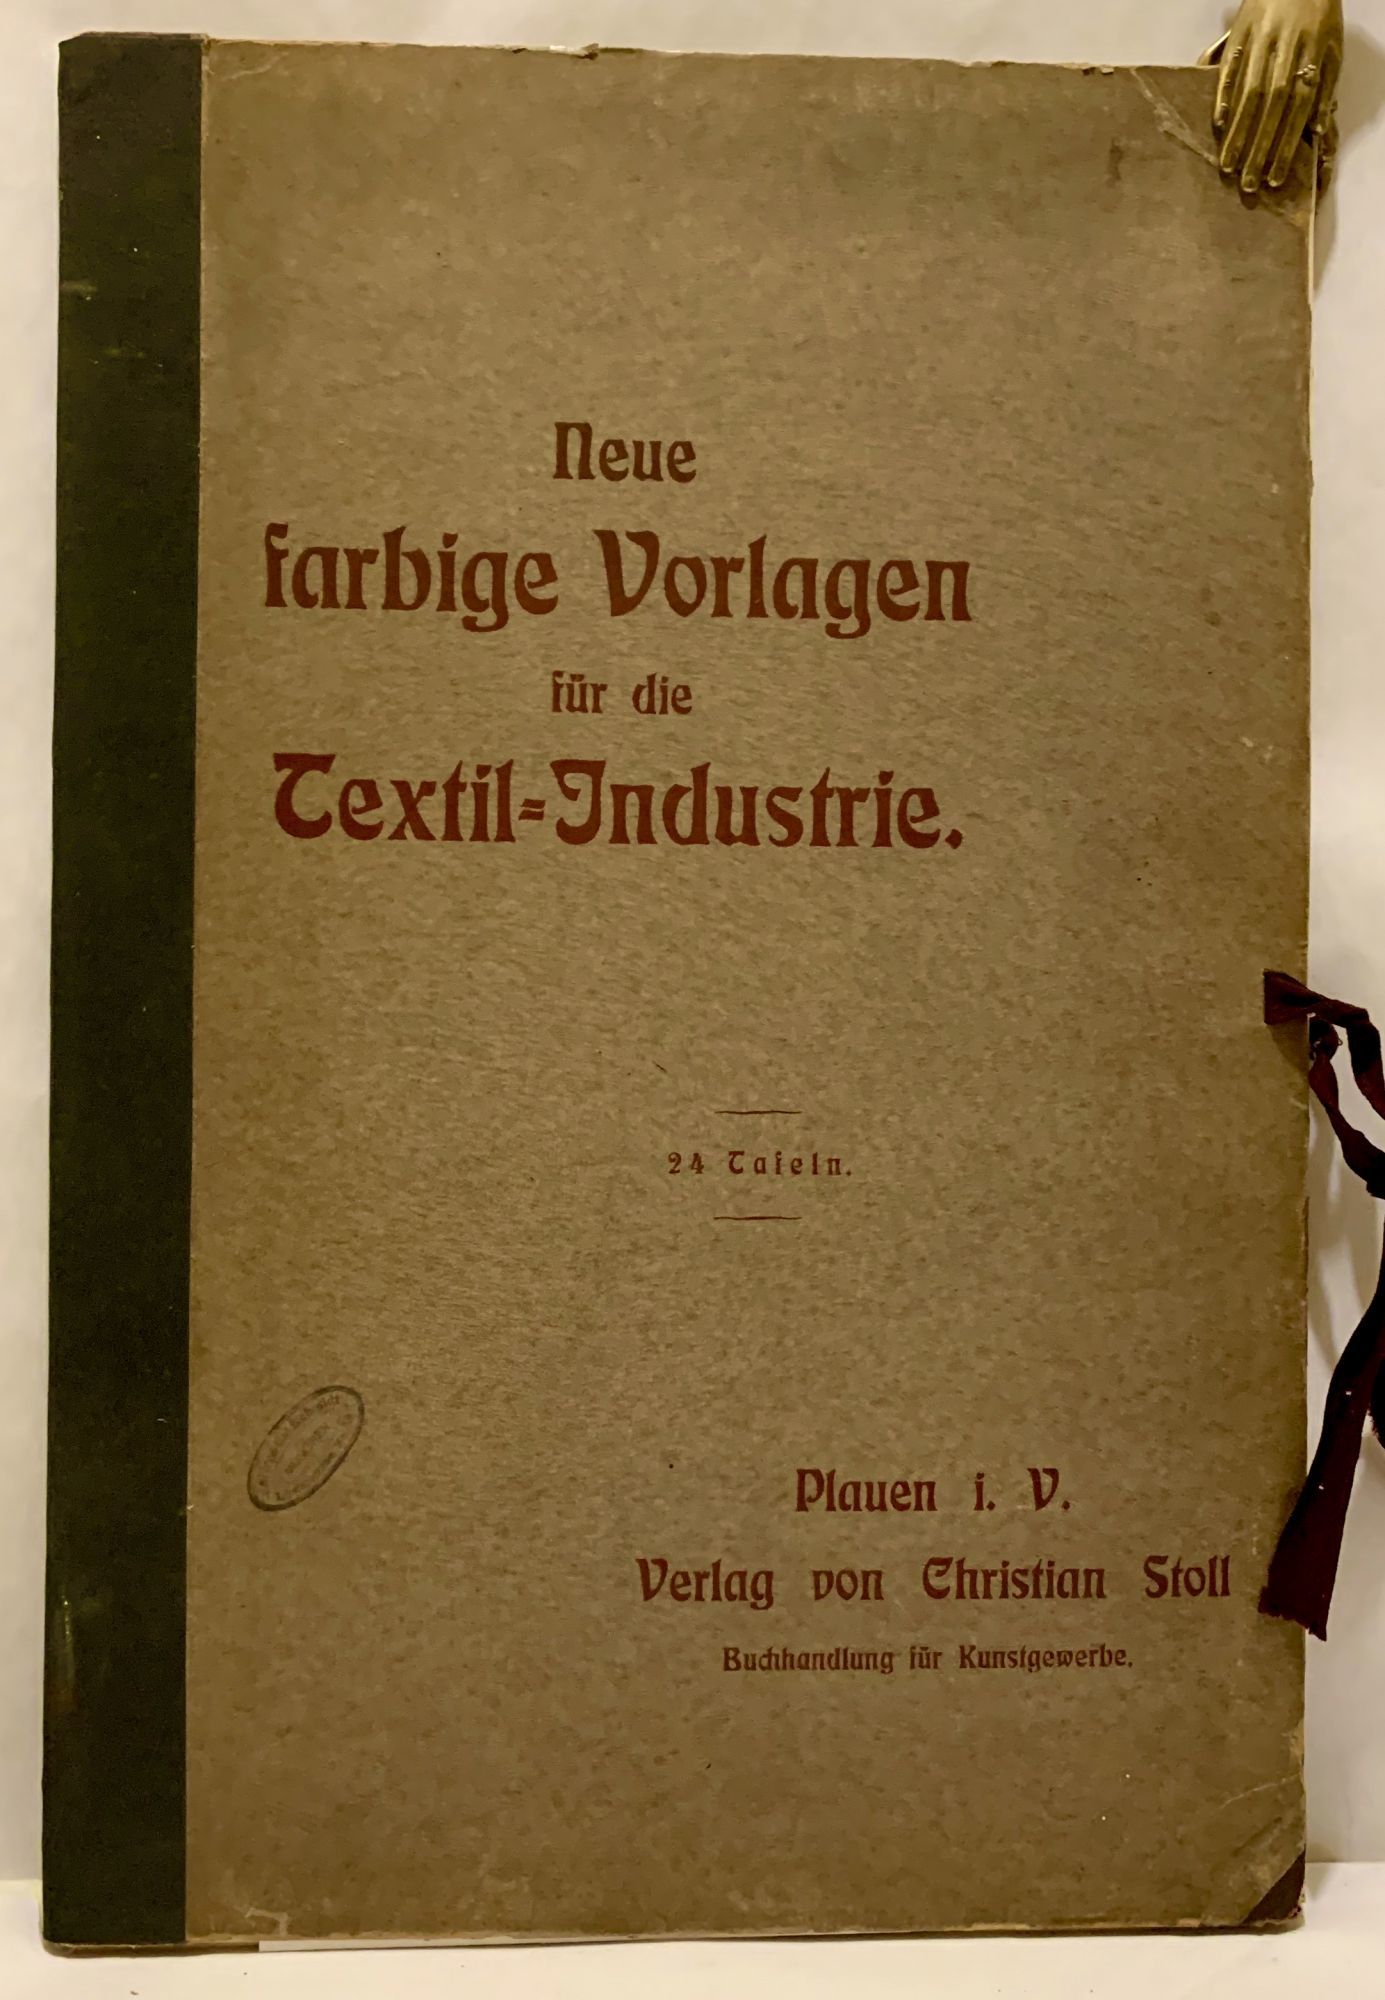 Neue
farbige Vorlagen
für die
Textil-Industrie.
24 Tafeln.
Plauen i. V.
Verlag von Christian Stoll
Buchhandlung für Kunstgewerbe.